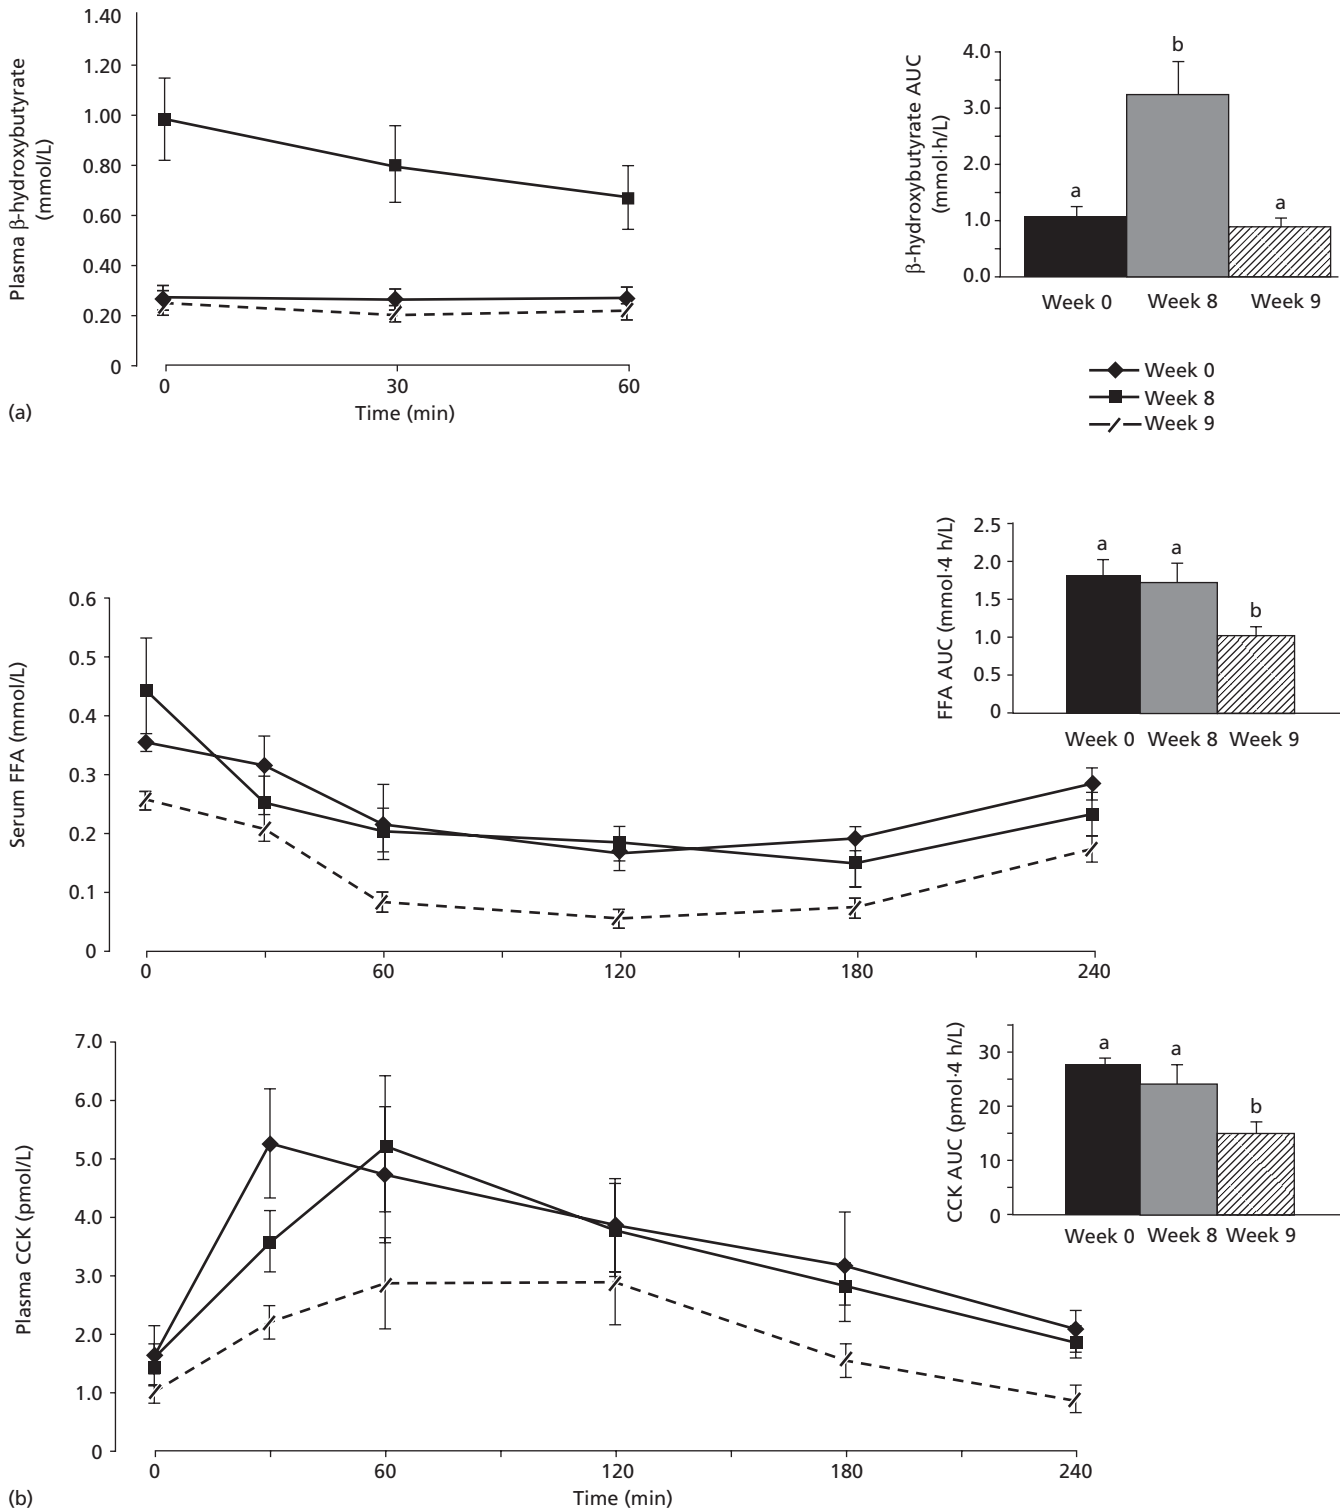 1.40
1.20
1.00
0.80
0.60
0.40
0.20
0
Plasma β-hydroxybutyrate
(mmol/L)
0 30 60
Time (min)
(a)
β-hydroxybutyrate AUC
(mmol·h/L)
4.0
3.0
2.0
1.0
0.0
a b a
Week 0 Week 8 Week 9
Week 0
Week 8
Week 9
Serum FFA (mmol/L)
0.6
0.5
0.4
0.3
0.2
0.1
0
0 60 120 180 240
FFA AUC (mmol·4 h/L)
2.5
2.0
1.5
1.0
0.5
0
a a b
Week 0 Week 8 Week 9
Plasma CCK (pmol/L)
7.0
6.0
5.0
4.0
3.0
2.0
1.0
0
0 60 120 180 240
Time (min)
(b)
CCK AUC (pmol·4 h/L)
30
20
10
0
a a b
Week 0 Week 8 Week 9